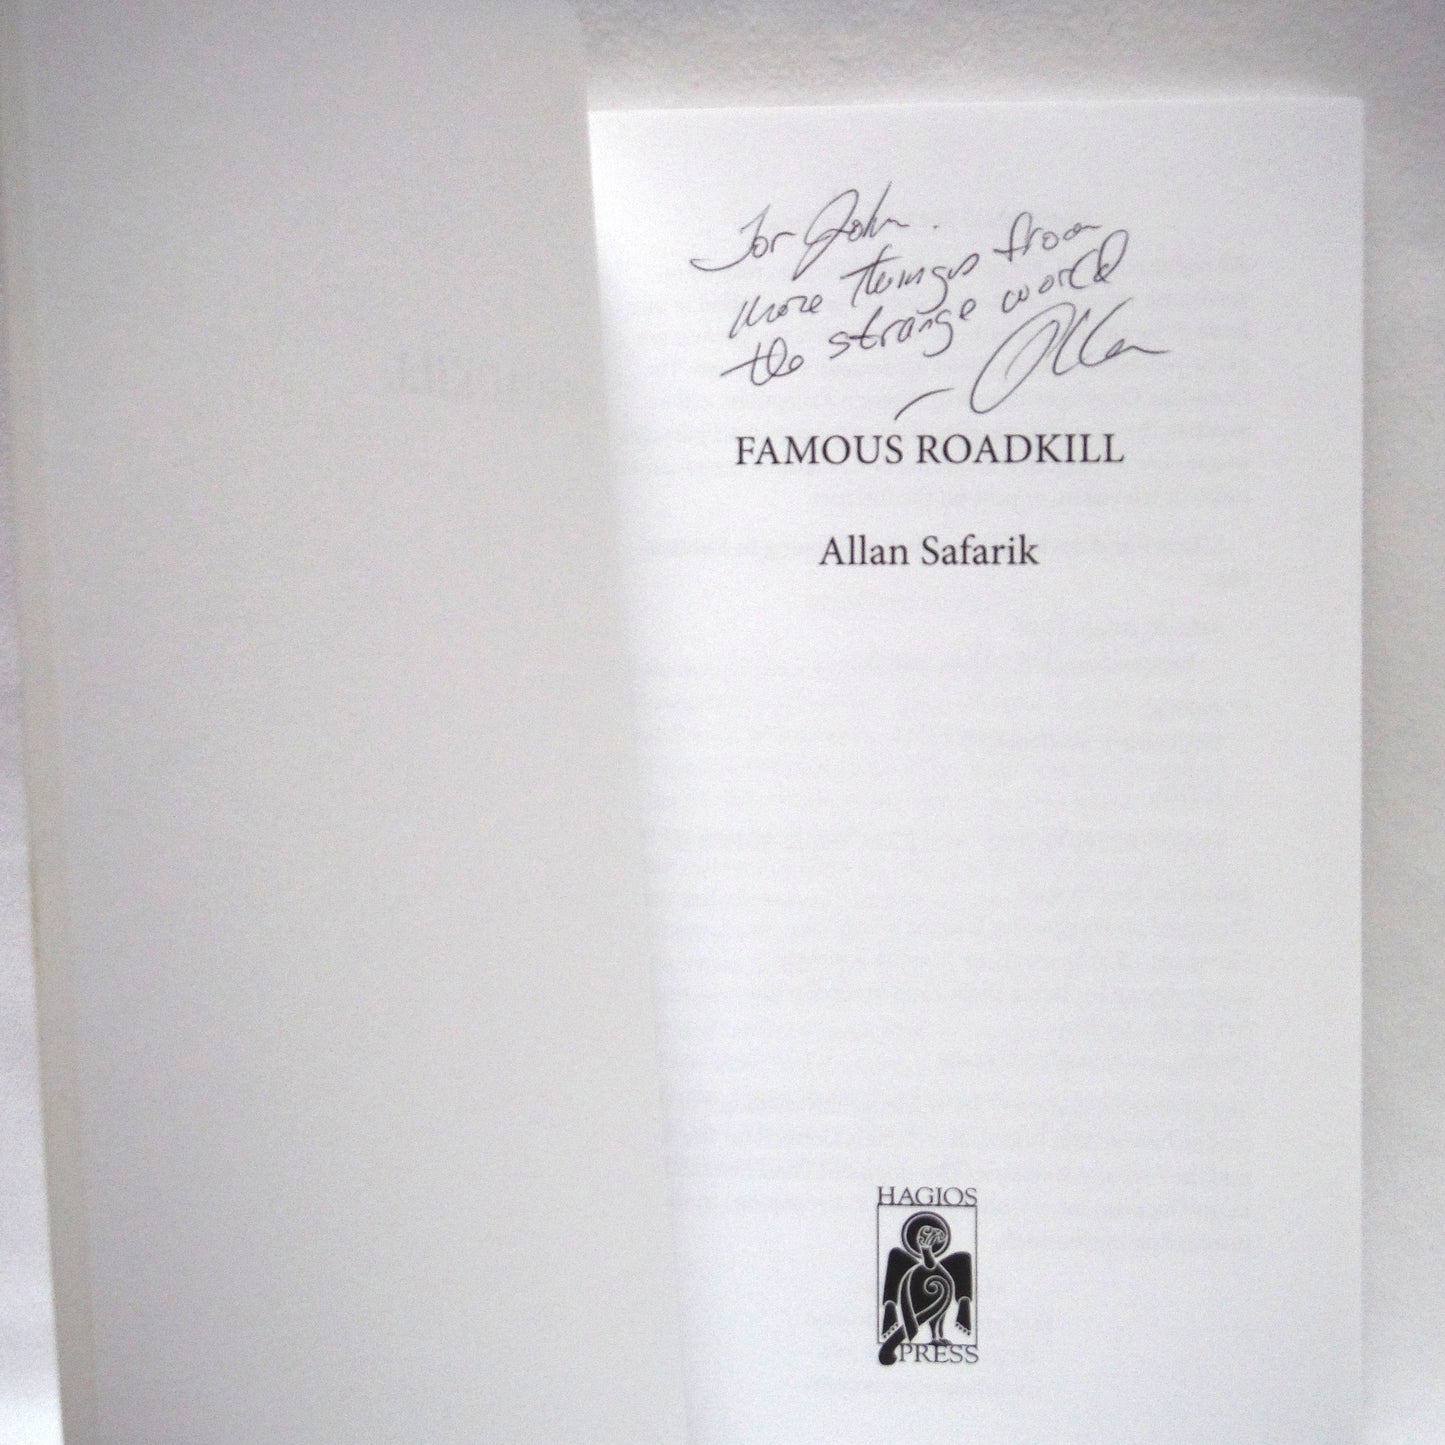 For John.
more things from
the strange world
— Allan
FAMOUS ROADKILL
Allan Safarik
HAGIOS
PRESS